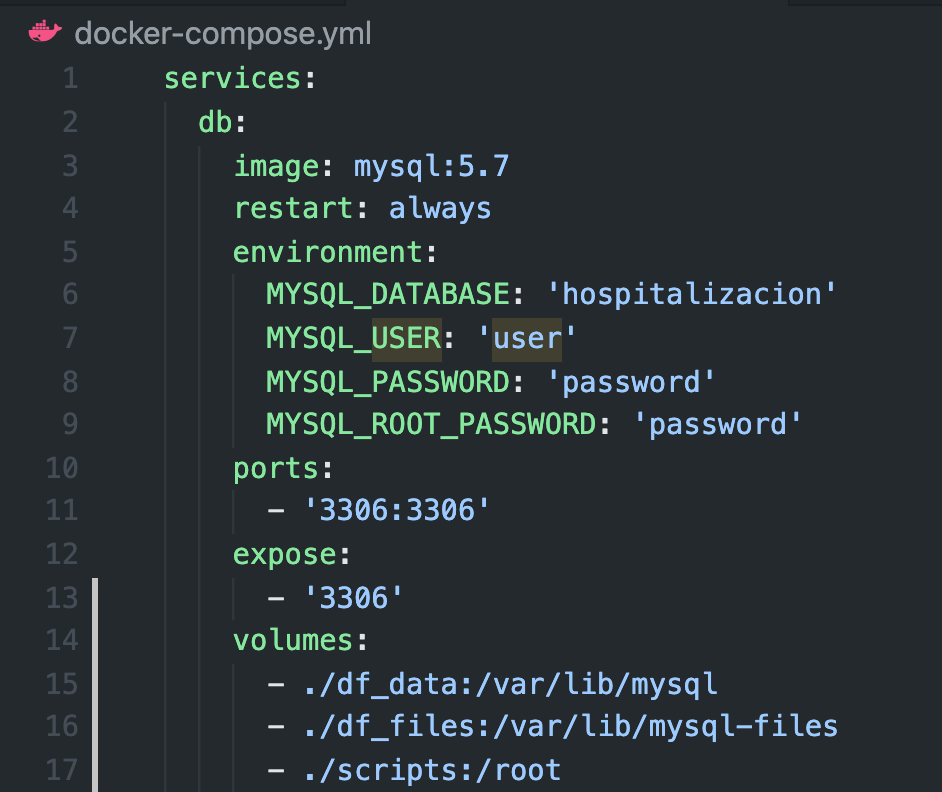 docker-compose.yml
1 services:
2 db:
3 image: mysql:5.7
4 restart: always
5 environment:
6 MYSQL_DATABASE: 'hospitalizacion'
7 MYSQL_USER: 'user'
8 MYSQL_PASSWORD: 'password'
9 MYSQL_ROOT_PASSWORD: 'password'
10 ports:
11 - '3306:3306'
12 expose:
13 - '3306'
14 volumes:
15 - ./df_data:/var/lib/mysql
16 - ./df_files:/var/lib/mysql-files
17 - ./scripts:/root